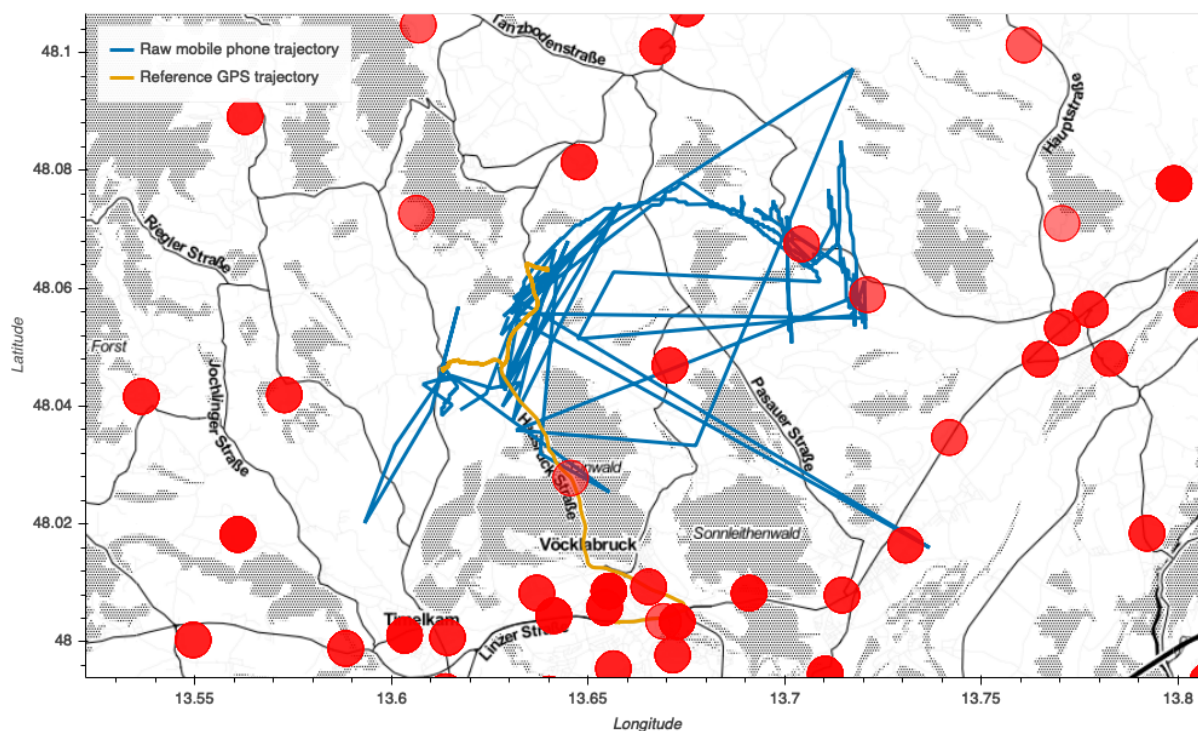 Raw mobile phone trajectory
Reference GPS trajectory
Tanzbodenstraße
Hauptstraße
Riegler Straße
Forst
Jochlinger Straße
Pasauer Straße
Sonnleithenwald
Vöcklabruck
Timelkam
Linzer Straße
48.1
48.08
48.06
48.04
48.02
48
Latitude
13.55
13.6
13.65
13.7
13.75
13.8
Longitude